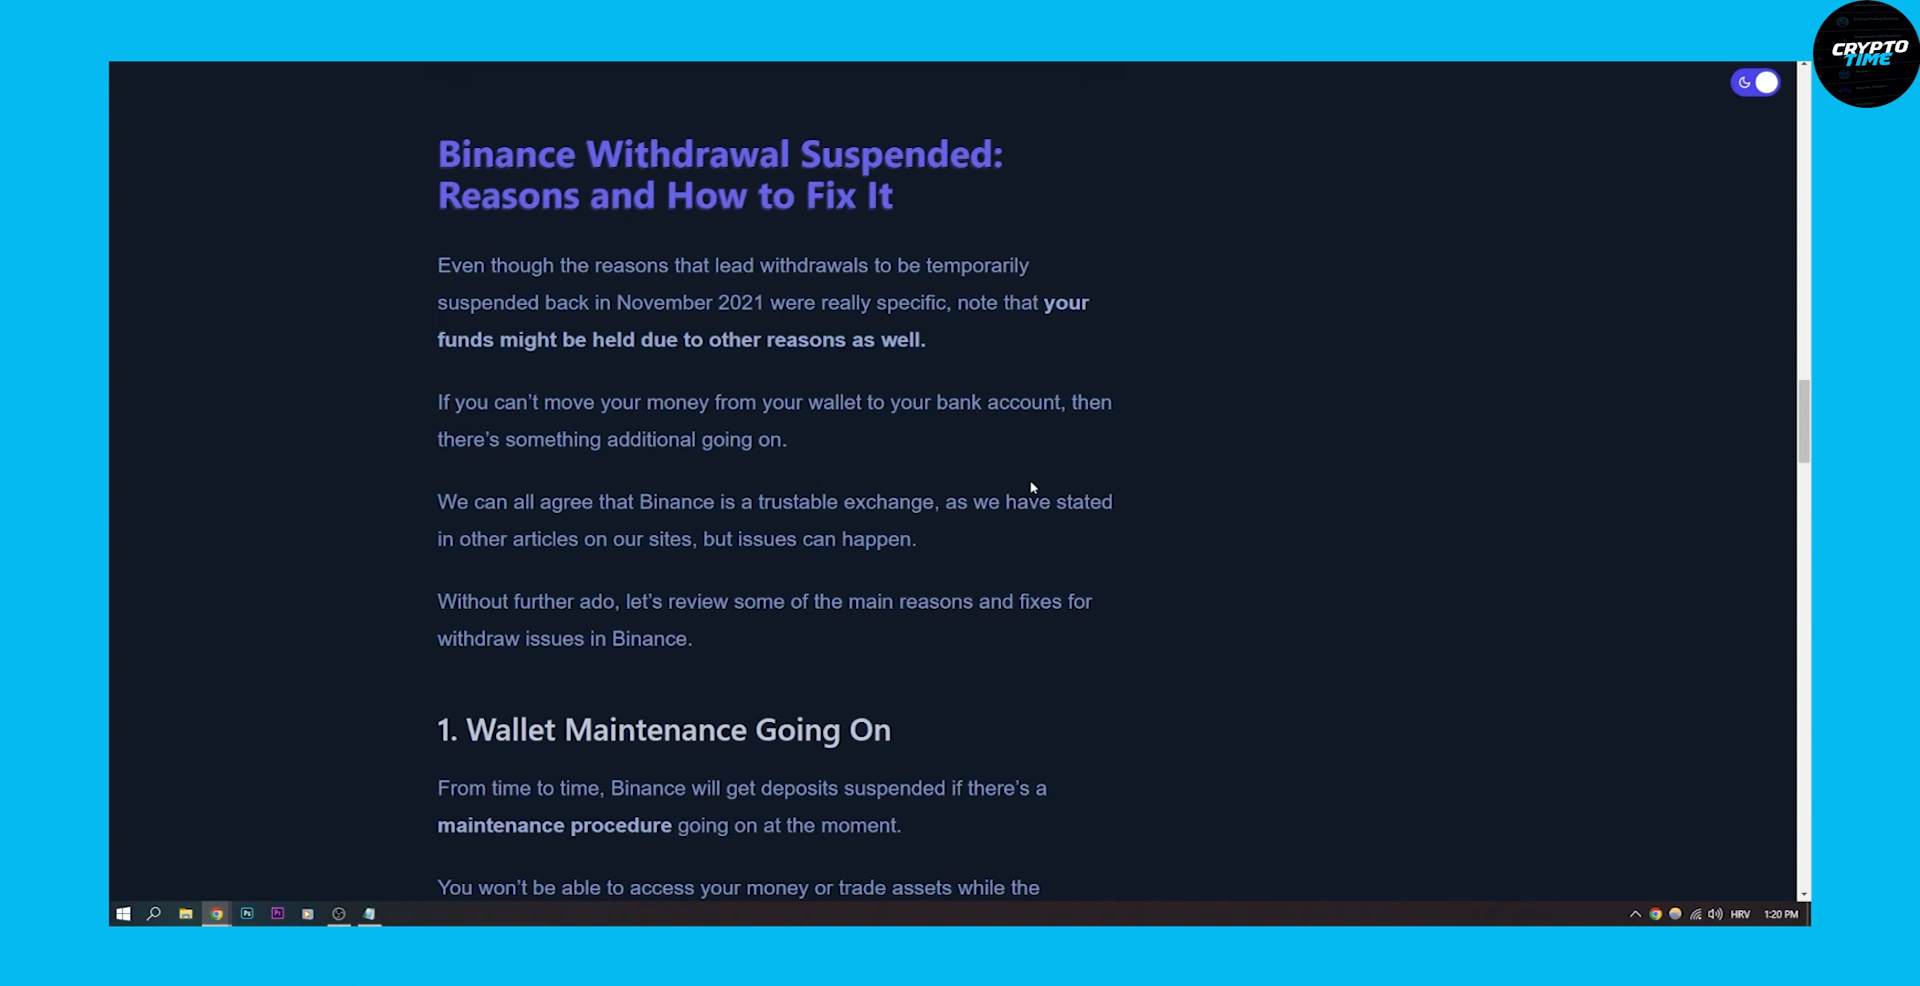 CRYPTO
TIME
Binance Withdrawal Suspended:
Reasons and How to Fix It
Even though the reasons that lead withdrawals to be temporarily
suspended back in November 2021 were really specific, note that your
funds might be held due to other reasons as well.
If you can't move your money from your wallet to your bank account, then
there's something additional going on.
We can all agree that Binance is a trustable exchange, as we have stated
in other articles on our sites, but issues can happen.
Without further ado, let's review some of the main reasons and fixes for
withdraw issues in Binance.
1. Wallet Maintenance Going On
From time to time, Binance will get deposits suspended if there's a
maintenance procedure going on at the moment.
You won't be able to access your money or trade assets while the
Ps
Pr
HRV
1:20 PM